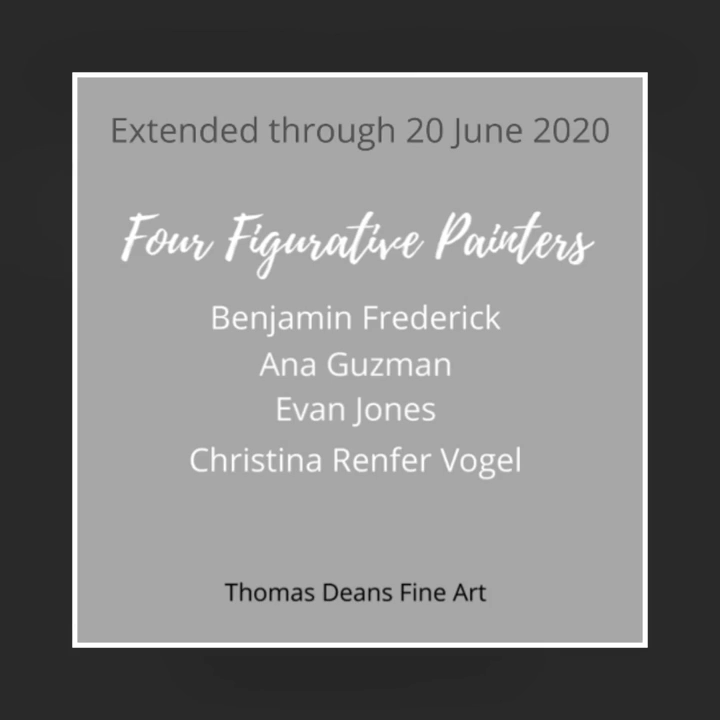 Extended through 20 June 2020
Four Figurative Painters
Benjamin Frederick
Ana Guzman
Evan Jones
Christina Renfer Vogel
Thomas Deans Fine Art